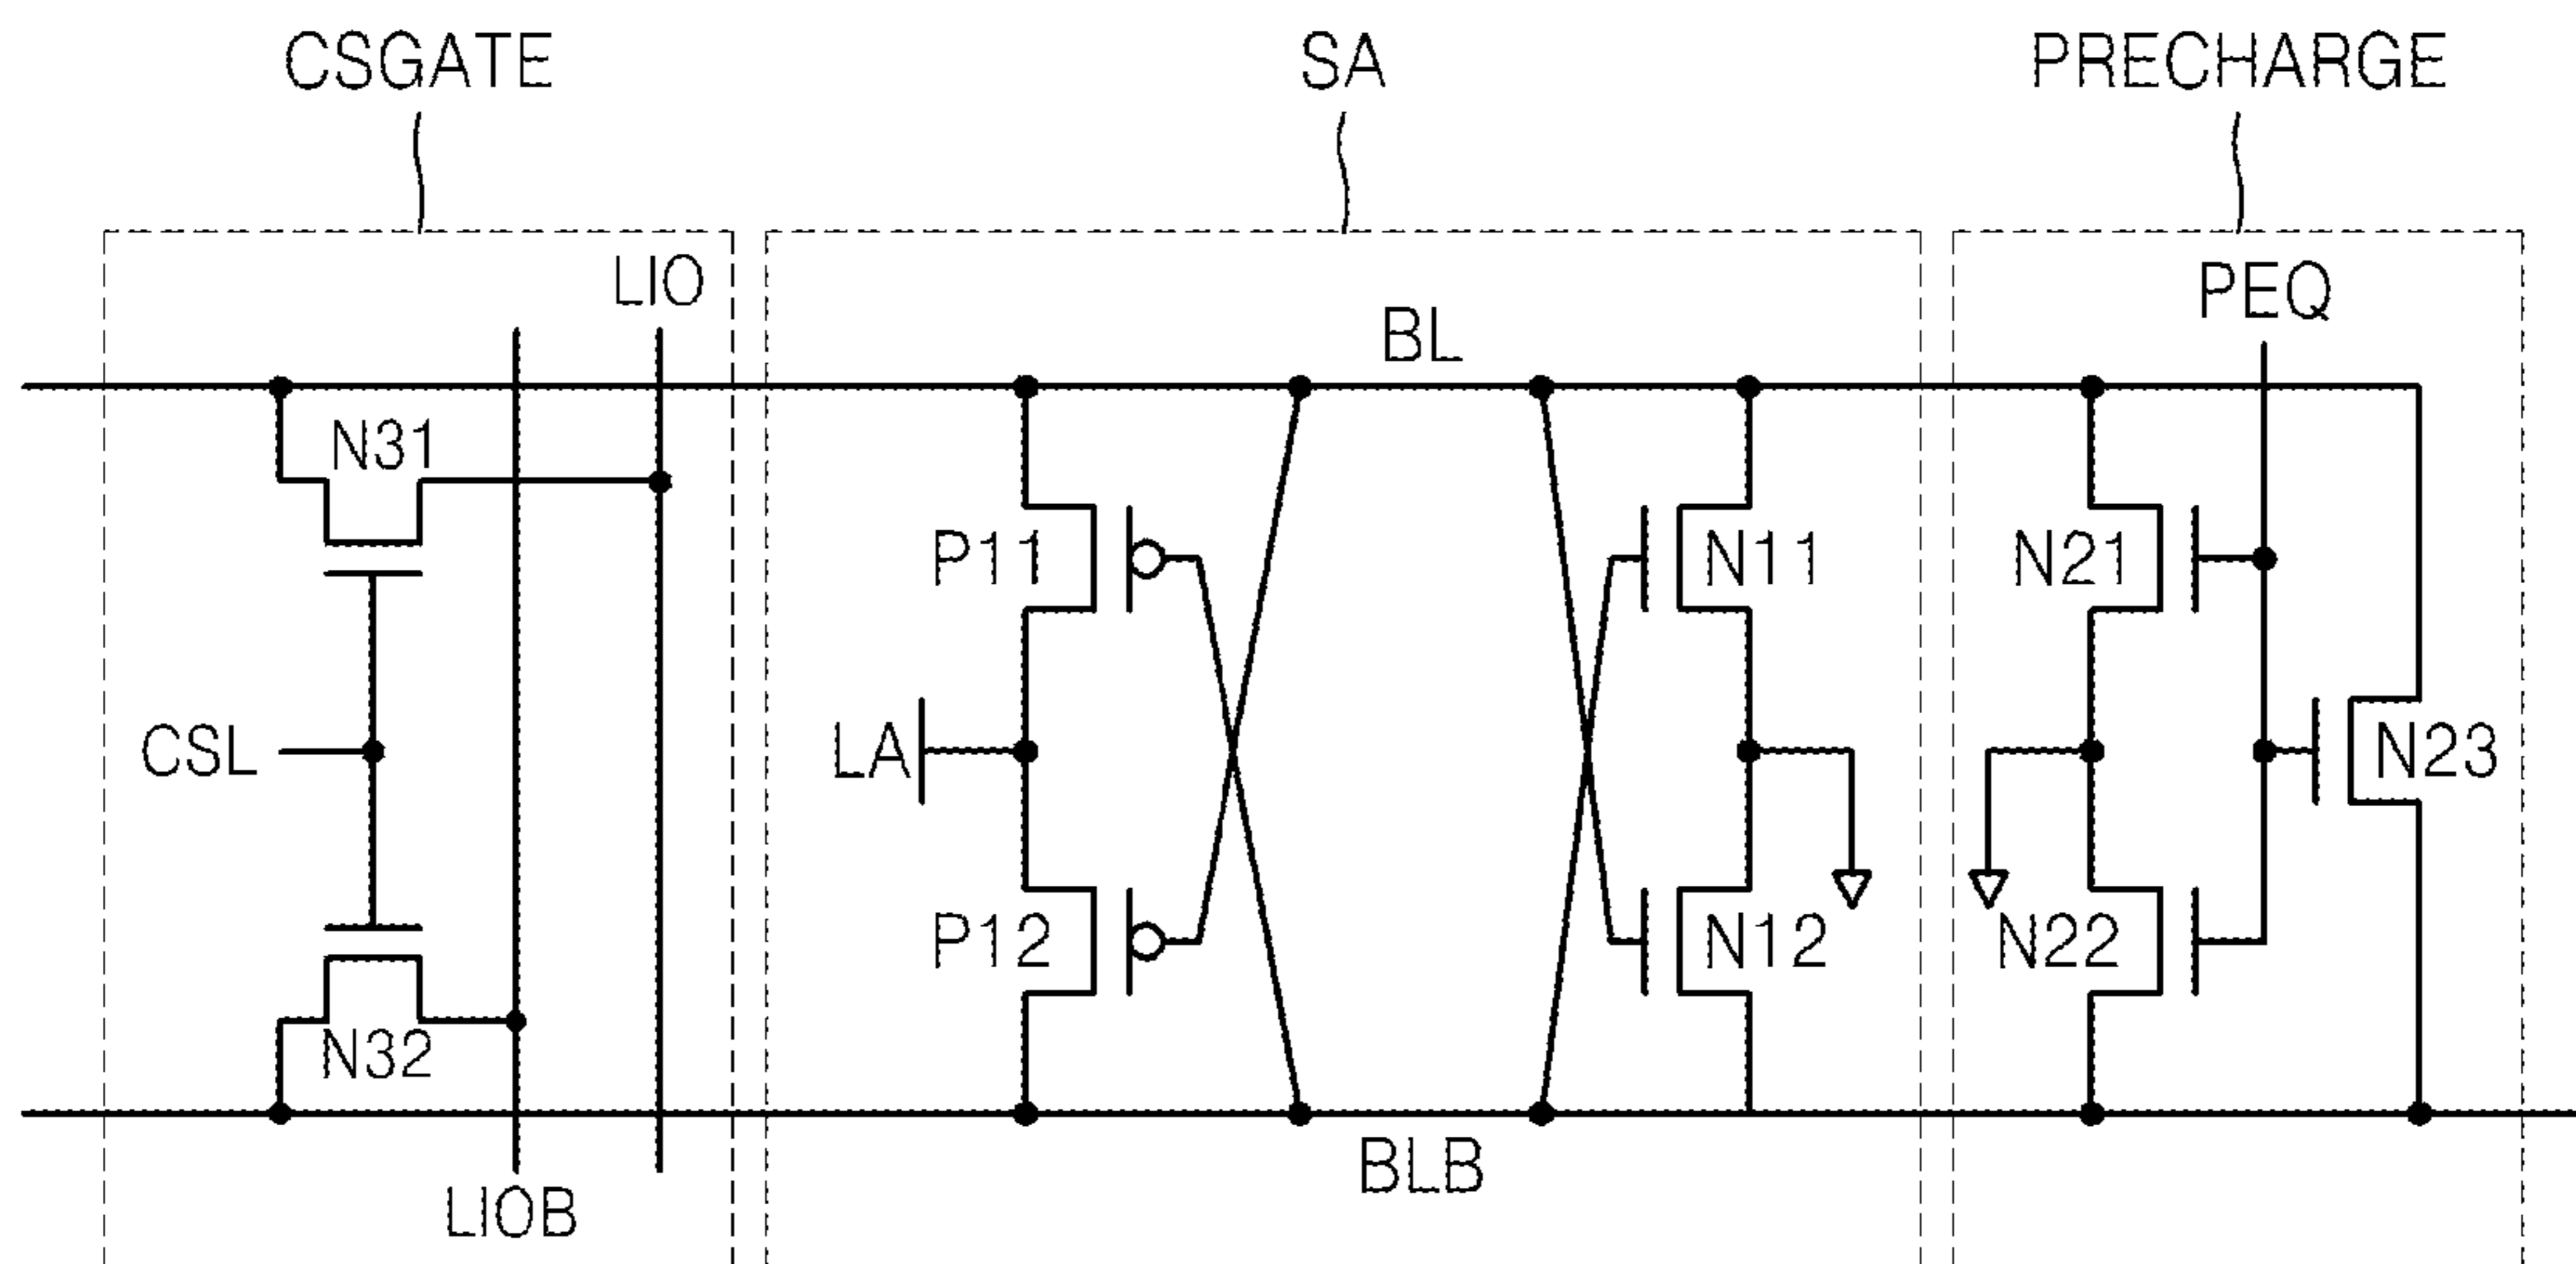 CSGATE SA PRECHARGE
LIO
PEQ
BL
N31
P11
N11
N21
CSL
LA
N23
P12
N12
N22
N32
BLB
LIOB